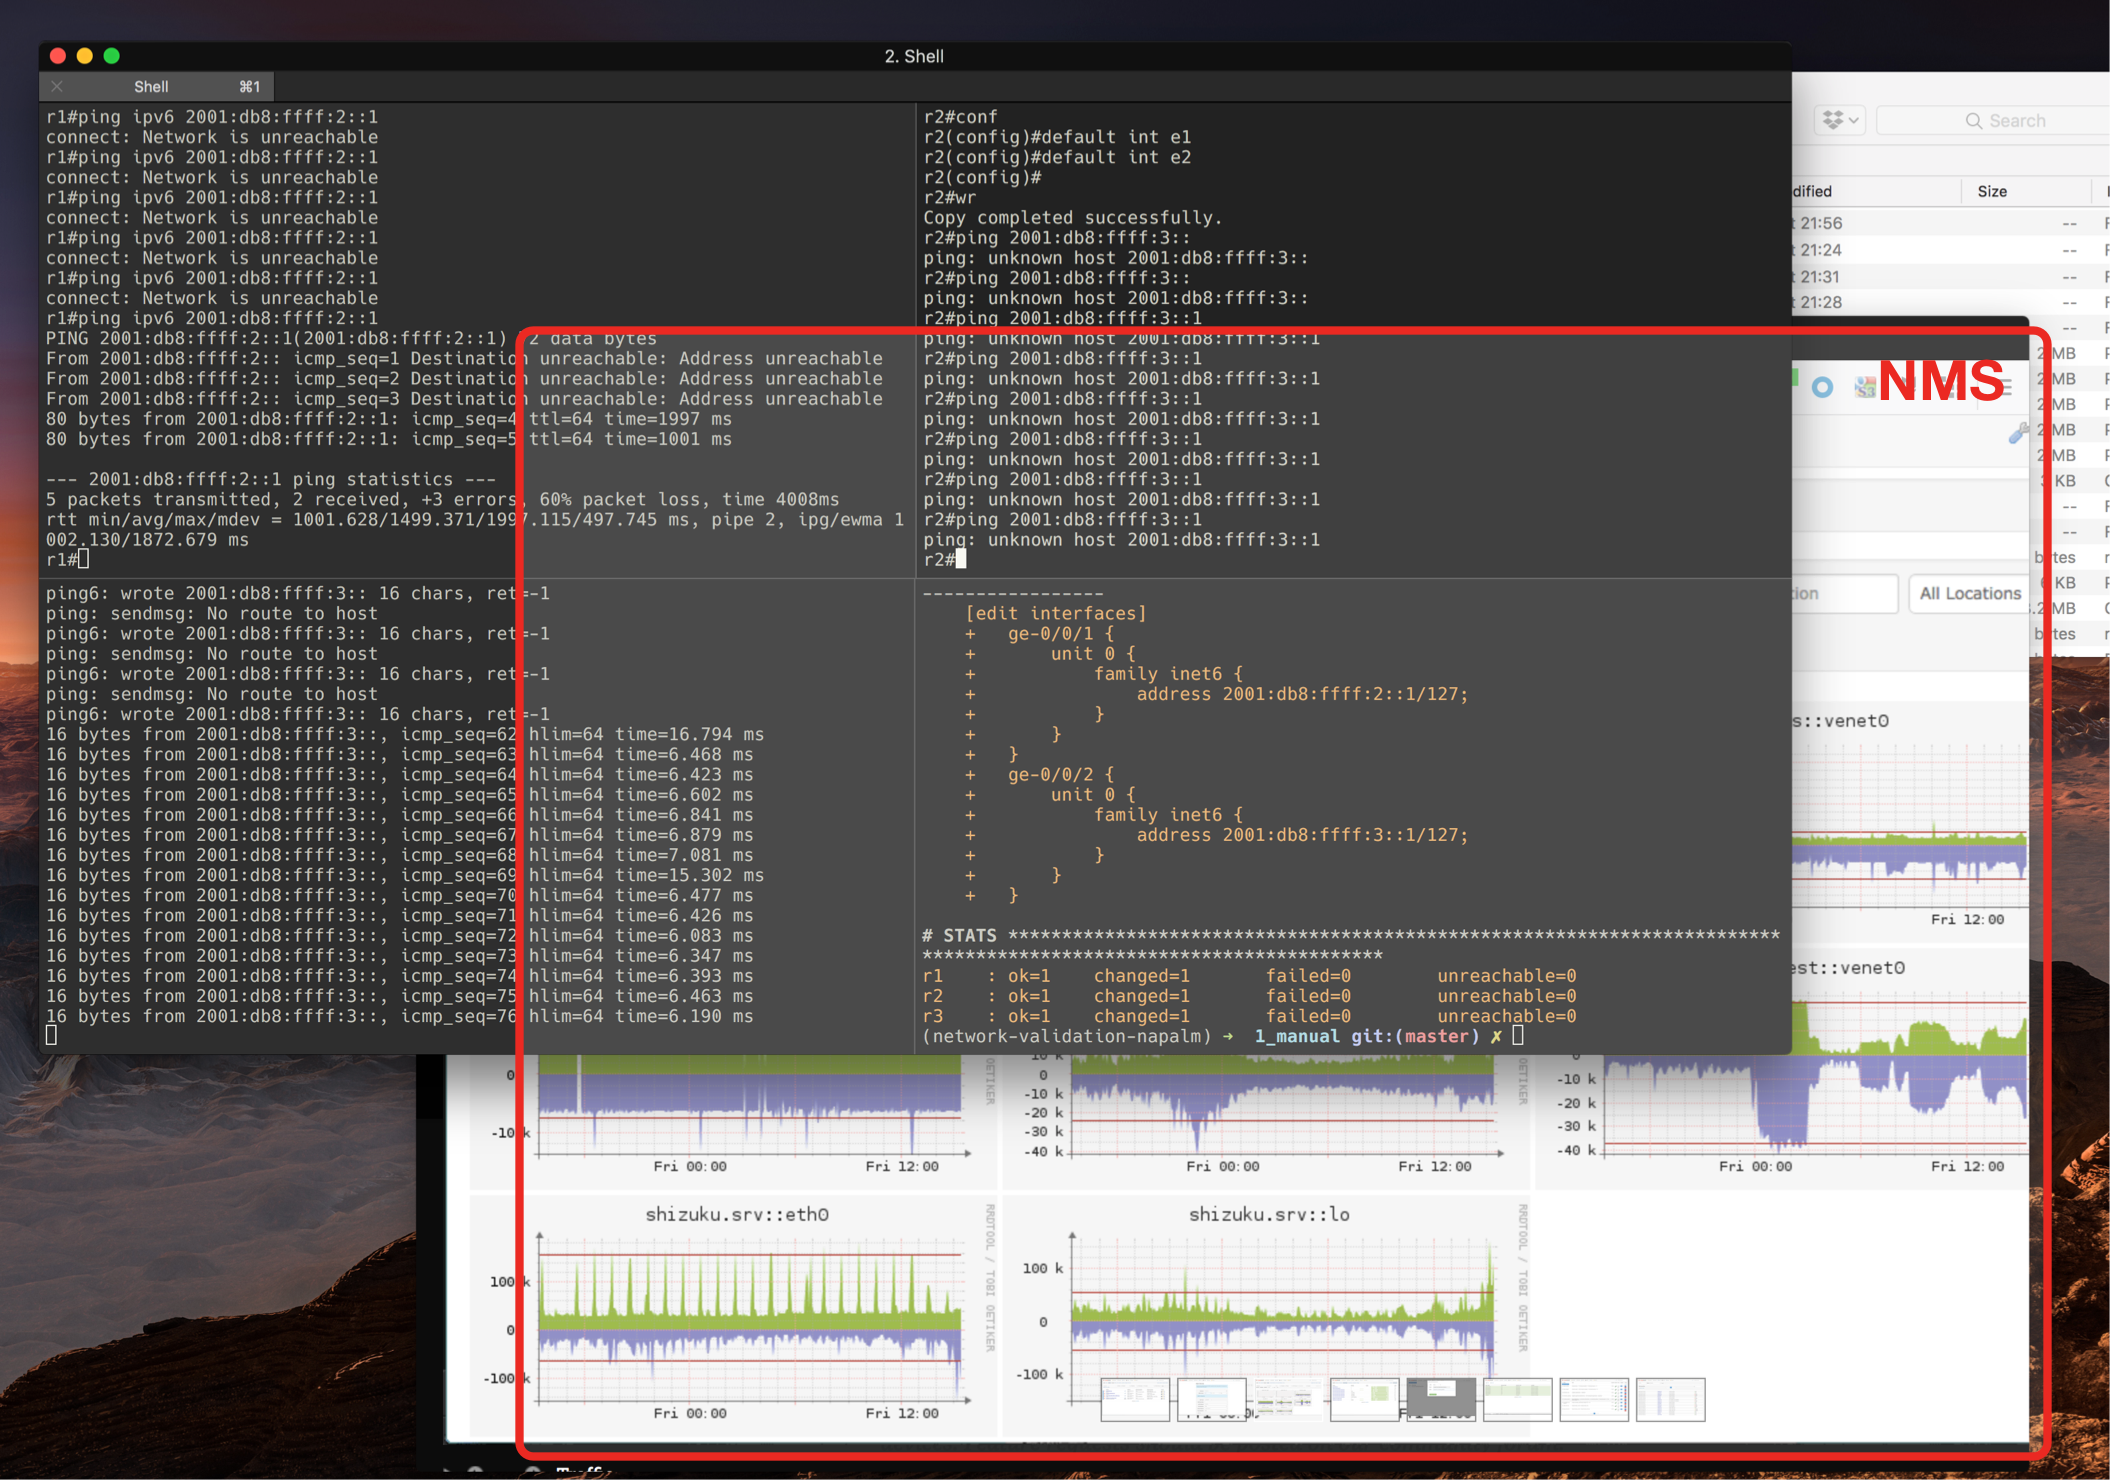 2. Shell
Shell ⌘1
r1#ping ipv6 2001:db8:ffff:2::1
connect: Network is unreachable
r1#ping ipv6 2001:db8:ffff:2::1
connect: Network is unreachable
r1#ping ipv6 2001:db8:ffff:2::1
connect: Network is unreachable
r1#ping ipv6 2001:db8:ffff:2::1
connect: Network is unreachable
r1#ping ipv6 2001:db8:ffff:2::1
connect: Network is unreachable
r1#ping ipv6 2001:db8:ffff:2::1
PING 2001:db8:ffff:2::1(2001:db8:ffff:2::1) 2 data bytes
From 2001:db8:ffff:2:: icmp_seq=1 Destination unreachable: Address unreachable
From 2001:db8:ffff:2:: icmp_seq=2 Destination unreachable: Address unreachable
From 2001:db8:ffff:2:: icmp_seq=3 Destination unreachable: Address unreachable
80 bytes from 2001:db8:ffff:2::1: icmp_seq=4 ttl=64 time=1997 ms
80 bytes from 2001:db8:ffff:2::1: icmp_seq=5 ttl=64 time=1001 ms
--- 2001:db8:ffff:2::1 ping statistics ---
5 packets transmitted, 2 received, +3 errors, 60% packet loss, time 4008ms
rtt min/avg/max/mdev = 1001.628/1499.371/1997.115/497.745 ms, pipe 2, ipg/ewma 1
002.130/1872.679 ms
r1#
r2#conf
r2(config)#default int e1
r2(config)#default int e2
r2(config)#
r2#wr
Copy completed successfully.
r2#ping 2001:db8:ffff:3::
ping: unknown host 2001:db8:ffff:3::
r2#ping 2001:db8:ffff:3::
ping: unknown host 2001:db8:ffff:3::
r2#ping 2001:db8:ffff:3::1
ping: unknown host 2001:db8:ffff:3::1
r2#ping 2001:db8:ffff:3::1
ping: unknown host 2001:db8:ffff:3::1
r2#ping 2001:db8:ffff:3::1
ping: unknown host 2001:db8:ffff:3::1
r2#ping 2001:db8:ffff:3::1
ping: unknown host 2001:db8:ffff:3::1
r2#ping 2001:db8:ffff:3::1
ping: unknown host 2001:db8:ffff:3::1
r2#ping 2001:db8:ffff:3::1
ping: unknown host 2001:db8:ffff:3::1
r2#
ping6: wrote 2001:db8:ffff:3:: 16 chars, ret=-1
ping: sendmsg: No route to host
ping6: wrote 2001:db8:ffff:3:: 16 chars, ret=-1
ping: sendmsg: No route to host
ping6: wrote 2001:db8:ffff:3:: 16 chars, ret=-1
ping: sendmsg: No route to host
ping6: wrote 2001:db8:ffff:3:: 16 chars, ret=-1
16 bytes from 2001:db8:ffff:3::, icmp_seq=62 hlim=64 time=16.794 ms
16 bytes from 2001:db8:ffff:3::, icmp_seq=63 hlim=64 time=6.468 ms
16 bytes from 2001:db8:ffff:3::, icmp_seq=64 hlim=64 time=6.423 ms
16 bytes from 2001:db8:ffff:3::, icmp_seq=65 hlim=64 time=6.602 ms
16 bytes from 2001:db8:ffff:3::, icmp_seq=66 hlim=64 time=6.841 ms
16 bytes from 2001:db8:ffff:3::, icmp_seq=67 hlim=64 time=6.879 ms
16 bytes from 2001:db8:ffff:3::, icmp_seq=68 hlim=64 time=7.081 ms
16 bytes from 2001:db8:ffff:3::, icmp_seq=69 hlim=64 time=15.302 ms
16 bytes from 2001:db8:ffff:3::, icmp_seq=70 hlim=64 time=6.477 ms
16 bytes from 2001:db8:ffff:3::, icmp_seq=71 hlim=64 time=6.426 ms
16 bytes from 2001:db8:ffff:3::, icmp_seq=72 hlim=64 time=6.083 ms
16 bytes from 2001:db8:ffff:3::, icmp_seq=73 hlim=64 time=6.347 ms
16 bytes from 2001:db8:ffff:3::, icmp_seq=74 hlim=64 time=6.393 ms
16 bytes from 2001:db8:ffff:3::, icmp_seq=75 hlim=64 time=6.463 ms
16 bytes from 2001:db8:ffff:3::, icmp_seq=76 hlim=64 time=6.190 ms
-----------------
[edit interfaces]
+ ge-0/0/1 {
+ unit 0 {
+ family inet6 {
+ address 2001:db8:ffff:2::1/127;
+ }
+ }
+ }
+ ge-0/0/2 {
+ unit 0 {
+ family inet6 {
+ address 2001:db8:ffff:3::1/127;
+ }
+ }
+ }
# STATS ************************************************************************
*******************************************
r1 : ok=1 changed=1 failed=0 unreachable=0
r2 : ok=1 changed=1 failed=0 unreachable=0
r3 : ok=1 changed=1 failed=0 unreachable=0
(network-validation-napalm) → 1_manual git:(master) ✗
Search
dified Size
21:56 --
21:24 --
21:31 --
21:28 --
--
NMS
2 MB
2 MB
2 MB
2 MB
2 MB
KB
--
--
bytes
KB
All Locations
.2 MB
bytes
s::venet0
Fri 12:00
est::venet0
0
-10 k
Fri 00:00 Fri 12:00
10 k
0
-10 k
-20 k
-30 k
-40 k
Fri 00:00 Fri 12:00
0
-10 k
-20 k
-30 k
-40 k
Fri 00:00 Fri 12:00
OETIKER
OETIKER
shizuku.srv::eth0
100 k
0
-100 k
Fri 00:00 Fri 12:00
RRDTOOL / TOBI OETIKER
shizuku.srv::lo
100 k
0
-100 k
RRDTOOL / TOBI OETIKER